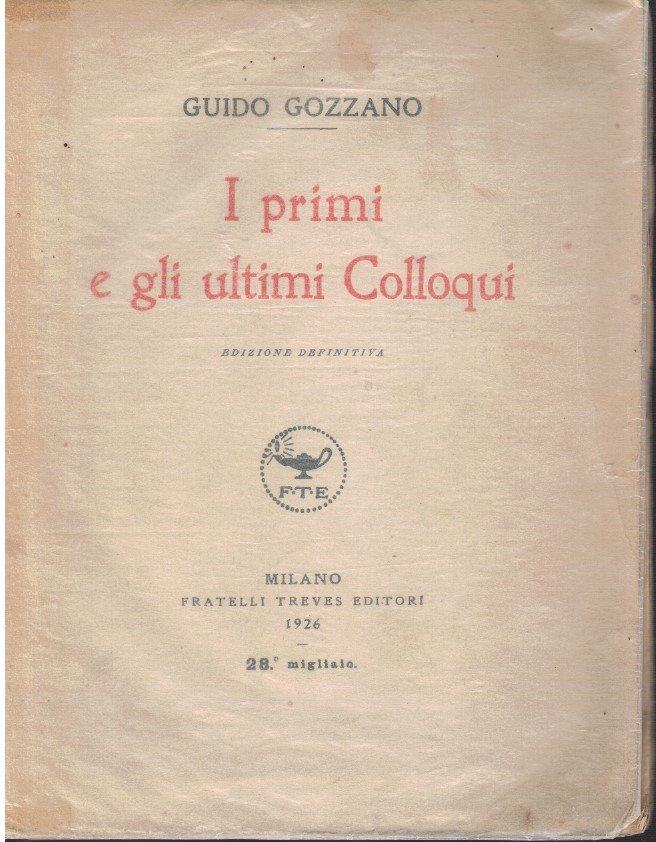 GUIDO GOZZANO
I primi
e gli ultimi Colloqui
EDIZIONE DEFINITIVA
F·T·E
MILANO
FRATELLI TREVES EDITORI
1926
28.° migliaio.